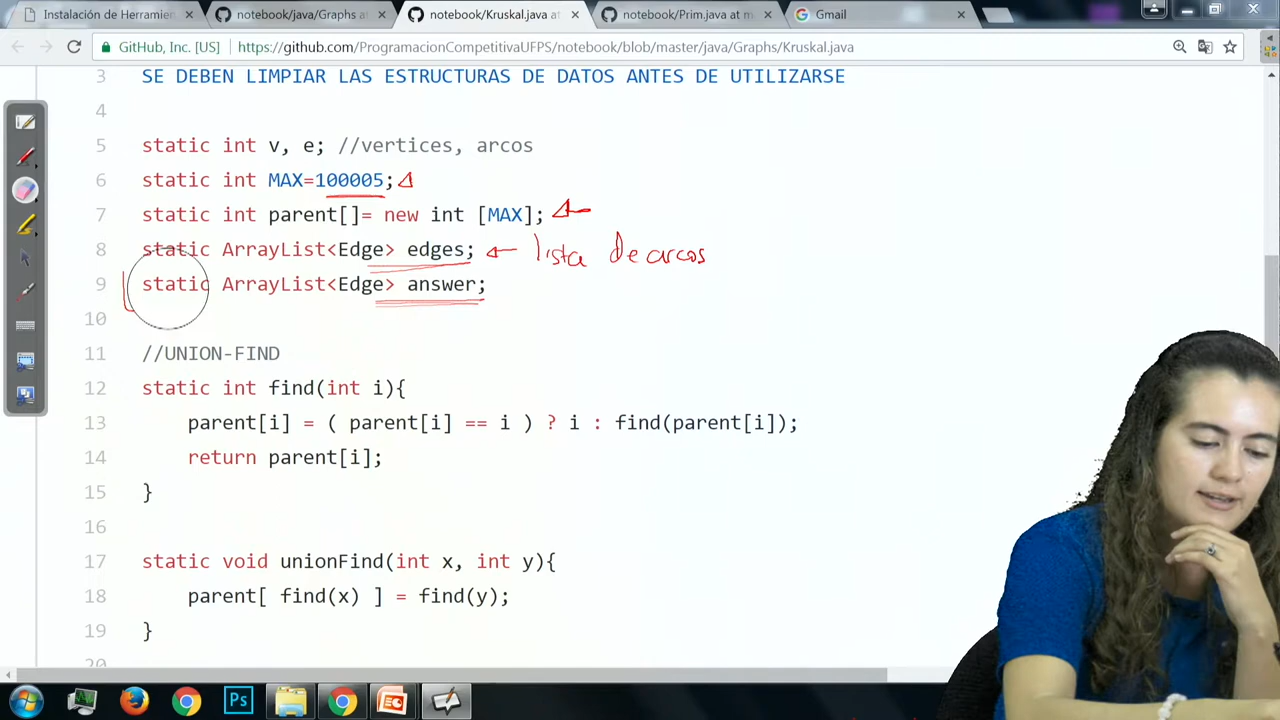 Instalación de Herramien
notebook/java/Graphs as
notebook/Kruskal.java at
notebook/Prim.java at m
Gmail
GitHub, Inc. [US]
https://github.com/ProgramacionCompetitivaUFPS/notebook/blob/master/java/Graphs/Kruskal.java
3 SE DEBEN LIMPIAR LAS ESTRUCTURAS DE DATOS ANTES DE UTILIZARSE
4
5 static int v, e; //vertices, arcos
6 static int MAX=100005;
7 static int parent[]= new int [MAX];
8 static ArrayList<Edge> edges; ← lista de arcos
9 static ArrayList<Edge> answer;
10
11 //UNION-FIND
12 static int find(int i){
13 parent[i] = ( parent[i] == i ) ? i : find(parent[i]);
14 return parent[i];
15 }
16
17 static void unionFind(int x, int y){
18 parent[ find(x) ] = find(y);
19 }
20
Ps